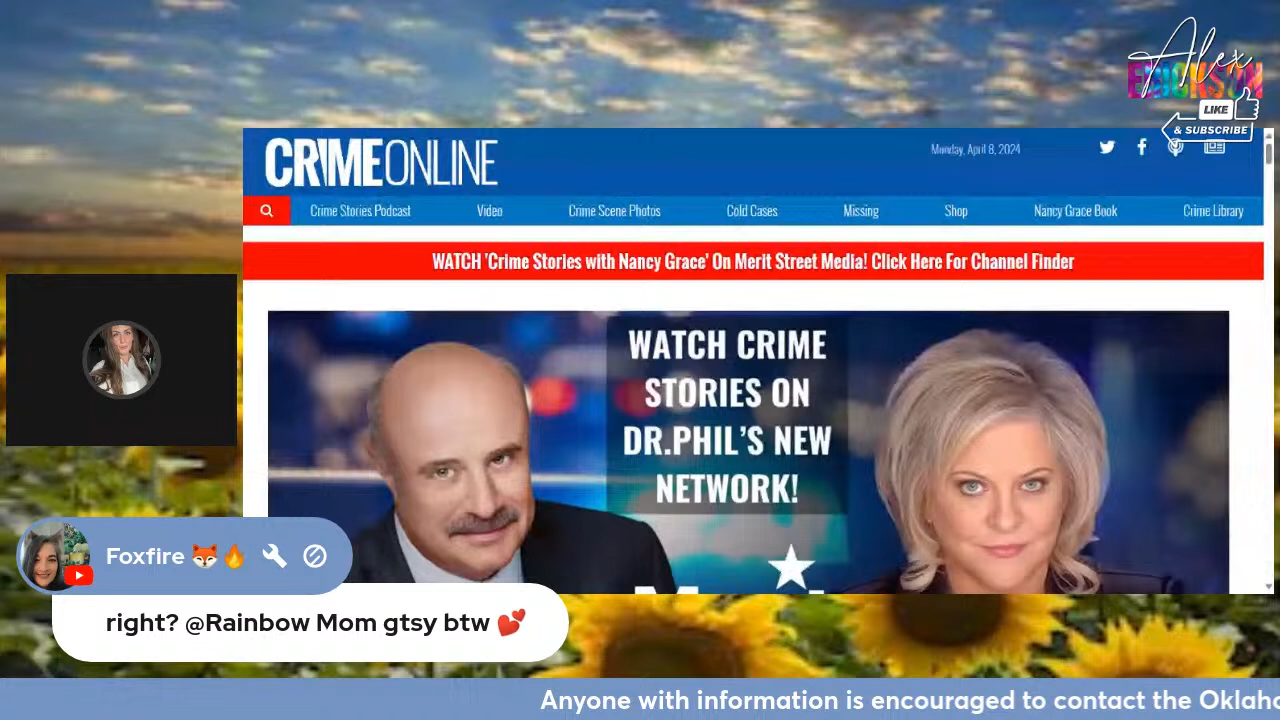 Alex
ERICKSON
LIKE
& SUBSCRIBE
CRIMEONLINE
Monday, April 8, 2024
Crime Stories Podcast Video Crime Scene Photos Cold Cases Missing Shop Nancy Grace Book Crime Library
WATCH 'Crime Stories with Nancy Grace' On Merit Street Media! Click Here For Channel Finder
WATCH CRIME
STORIES ON
DR.PHIL'S NEW
NETWORK!
Foxfire 🦊🔥
right? @Rainbow Mom gtsy btw 💕
Anyone with information is encouraged to contact the Oklaho